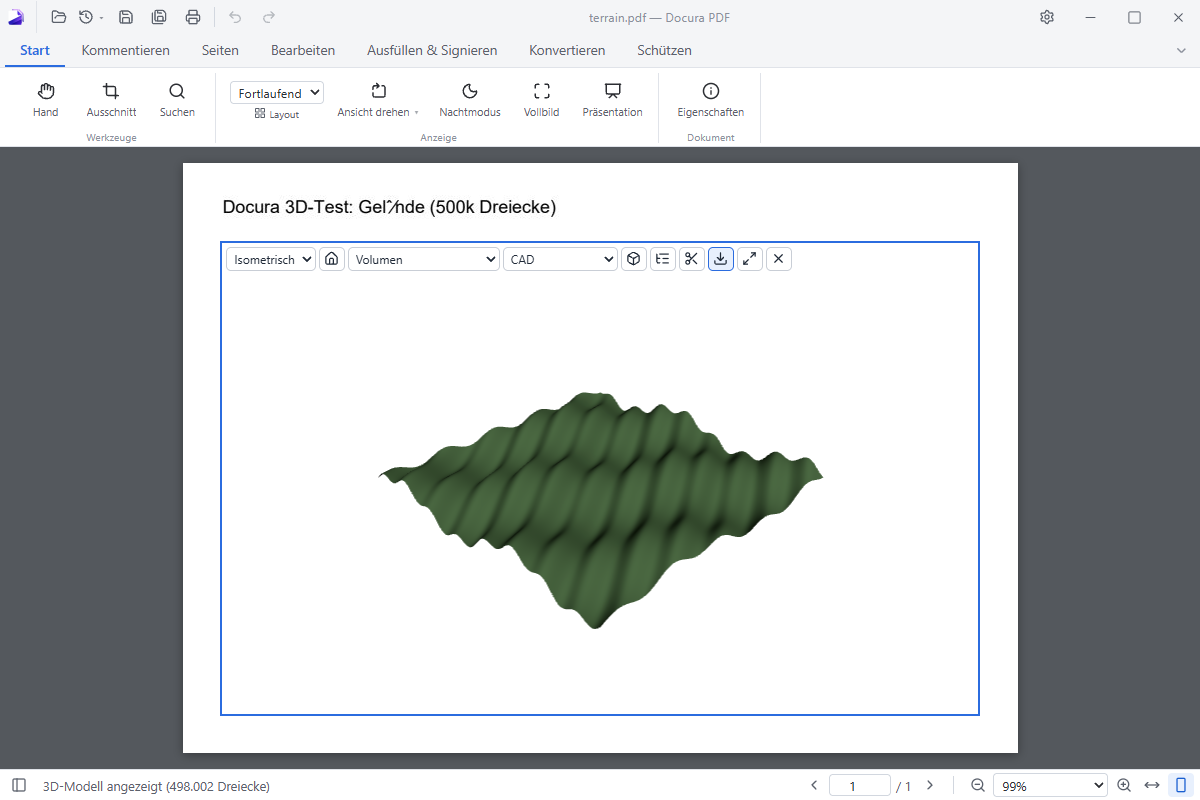 terrain.pdf — Docura PDF
Start Kommentieren Seiten Bearbeiten Ausfüllen & Signieren Konvertieren Schützen
Hand Ausschnitt Suchen Fortlaufend Layout Ansicht drehen Nachtmodus Vollbild Präsentation Eigenschaften
Werkzeuge Anzeige Dokument
Docura 3D-Test: Gel^⁄nde (500k Dreiecke)
Isometrisch Volumen CAD
3D-Modell angezeigt (498.002 Dreiecke) 1 / 1 99%